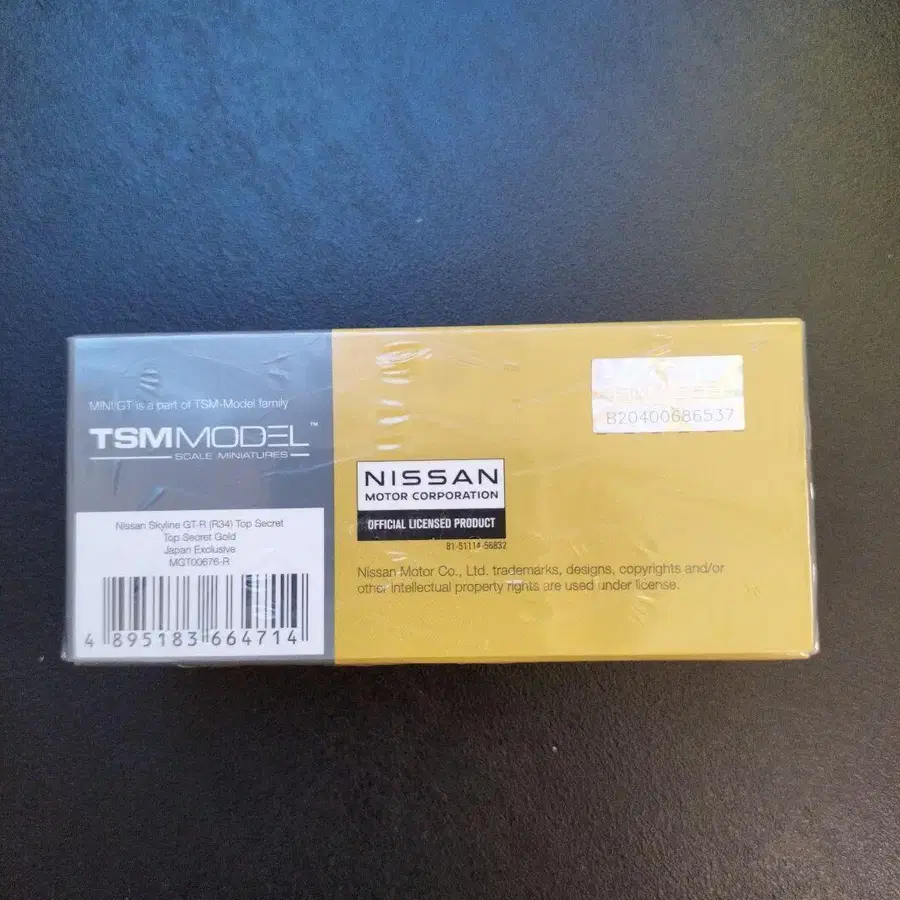 MINI GT is a part of TSM-Model family
TSMMODEL™
SCALE MINIATURES
Nissan Skyline GT-R (R34) Top Secret
Top Secret Gold
Japan Exclusive
MGT00676-R
4 895183 664714
B20400686537
NISSAN
MOTOR CORPORATION
OFFICIAL LICENSED PRODUCT
Nissan Motor Co., Ltd. trademarks, designs, copyrights and/or
other intellectual property rights are used under license.